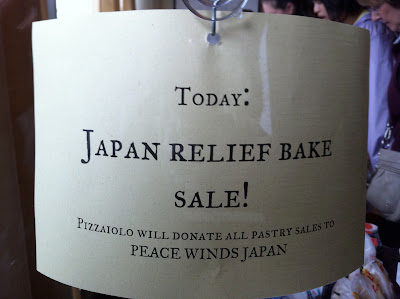 Today:
Japan relief bake
sale!
Pizzaiolo will donate all pastry sales to
PEACE WINDS JAPAN